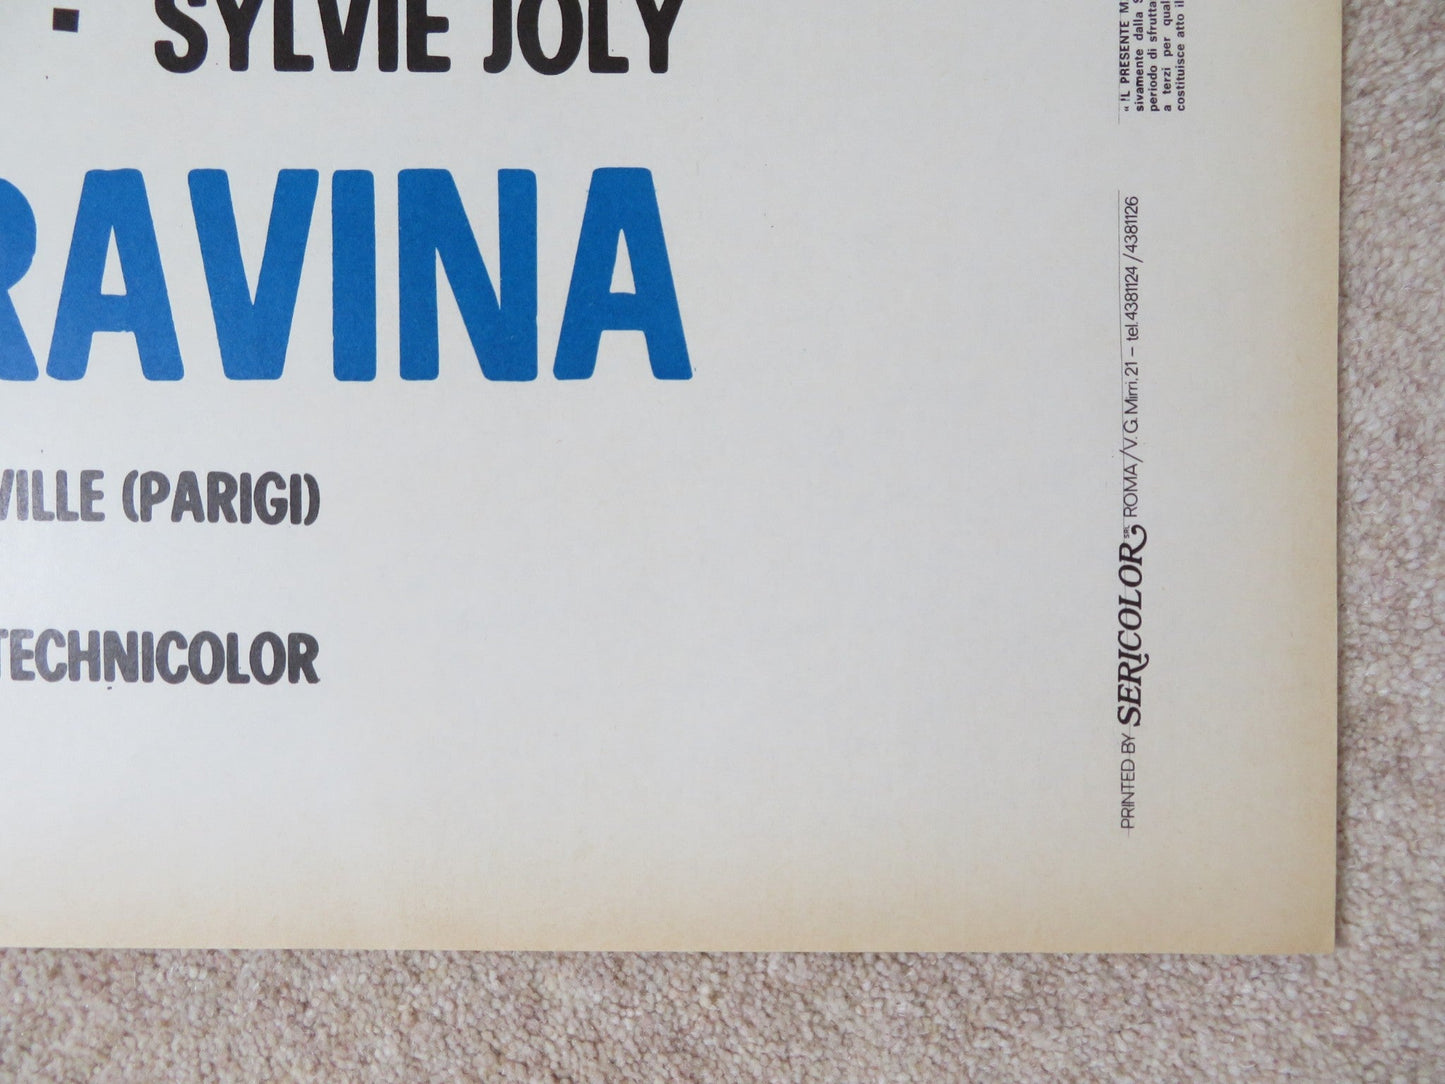 · SYLVIE JOLY
RAVINA
VILLE (PARIGI)
TECHNICOLOR
« IL PRESENTE M
sivamente dalla S
periodo di sfrutta
a terzi per qual
costituisce atto il
PRINTED BY SERICOLOR SRL ROMA/V. G. Mirri, 21 – tel. 4381124/4381126